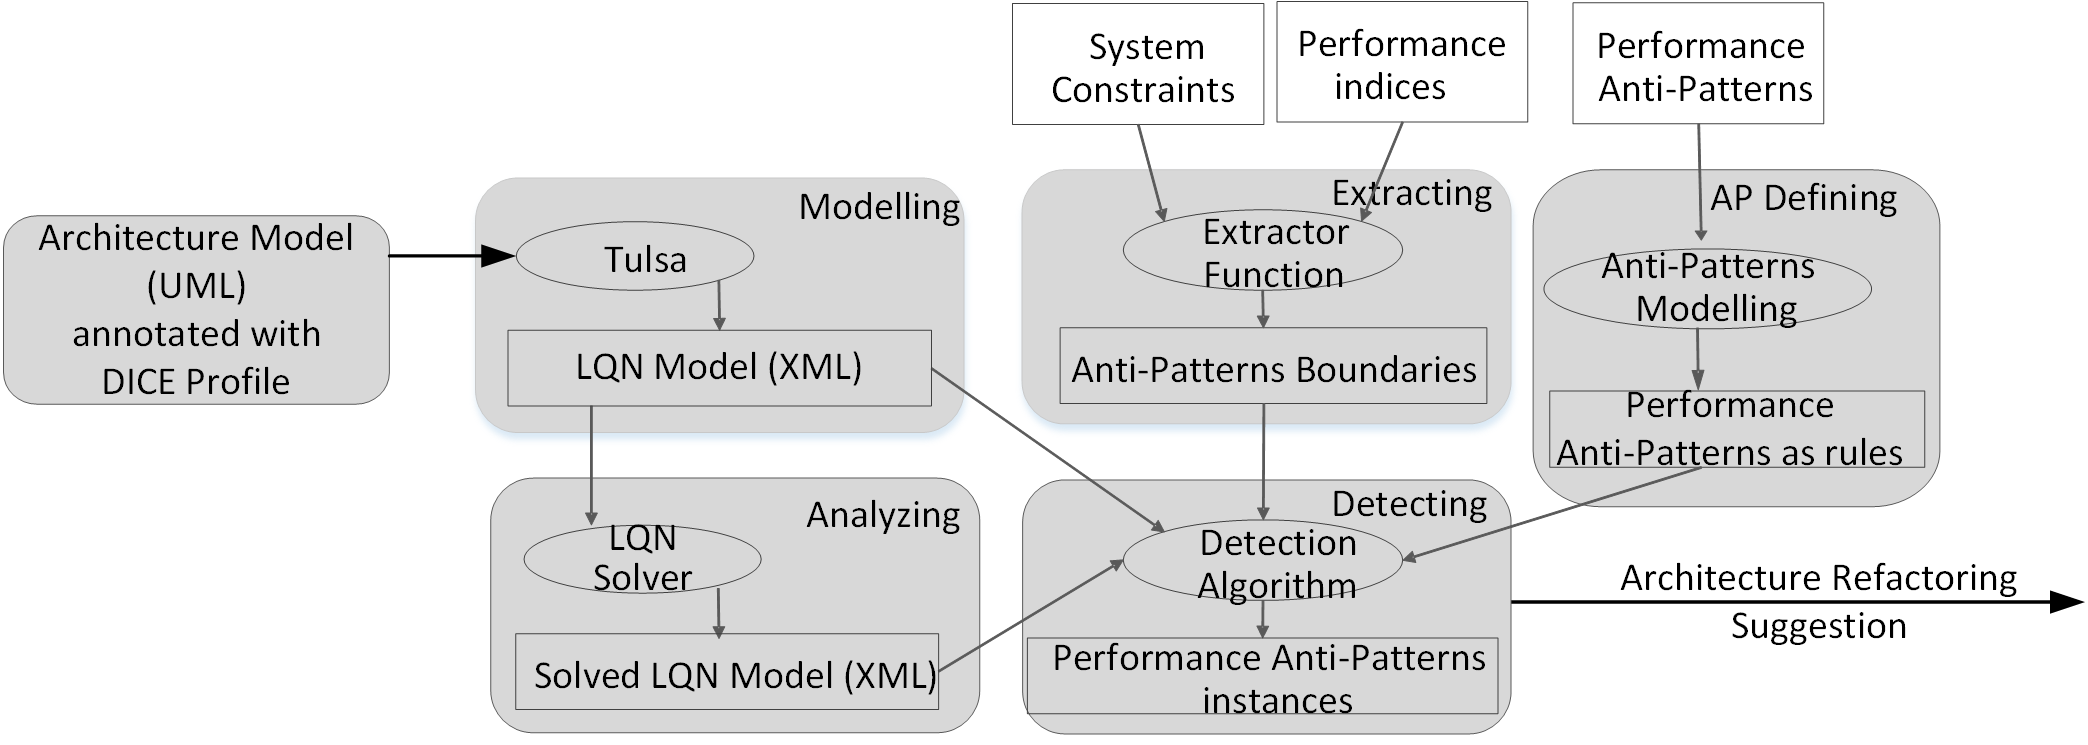 System
Constraints
Performance
indices
Performance
Anti-Patterns
Architecture Model
(UML)
annotated with
DICE Profile
Modelling
Tulsa
LQN Model (XML)
Extracting
Extractor
Function
Anti-Patterns Boundaries
AP Defining
Anti-Patterns
Modelling
Performance
Anti-Patterns as rules
Analyzing
LQN
Solver
Solved LQN Model (XML)
Detecting
Detection
Algorithm
Performance Anti-Patterns
instances
Architecture Refactoring
Suggestion